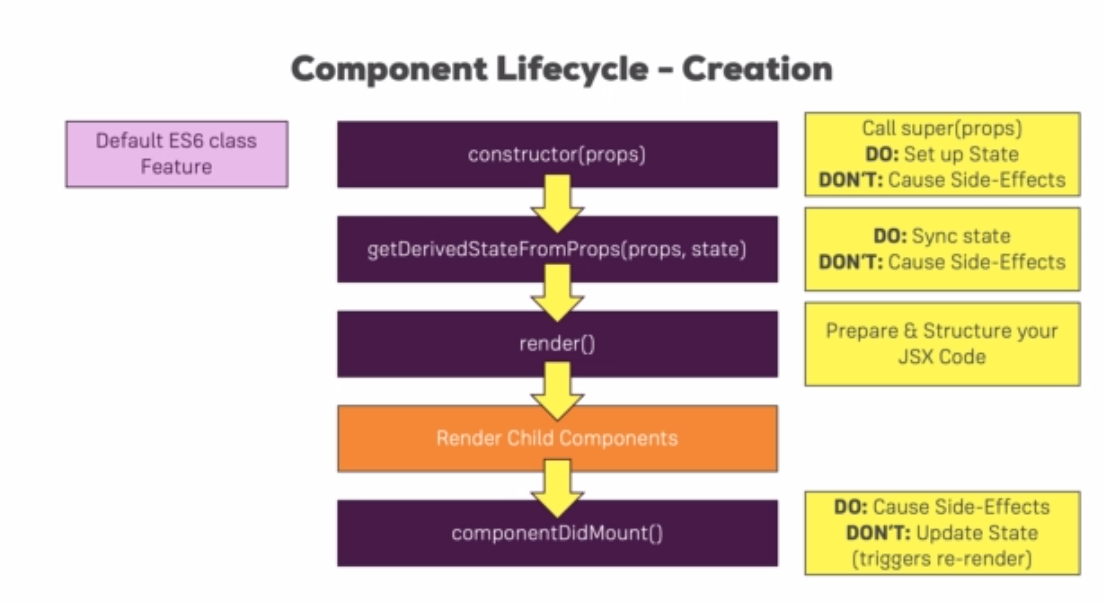 Component Lifecycle - Creation
Default ES6 class
Feature
constructor(props)
Call super(props)
DO: Set up State
DON'T: Cause Side-Effects
getDerivedStateFromProps(props, state)
DO: Sync state
DON'T: Cause Side-Effects
render()
Prepare & Structure your
JSX Code
Render Child Components
componentDidMount()
DO: Cause Side-Effects
DON'T: Update State
(triggers re-render)